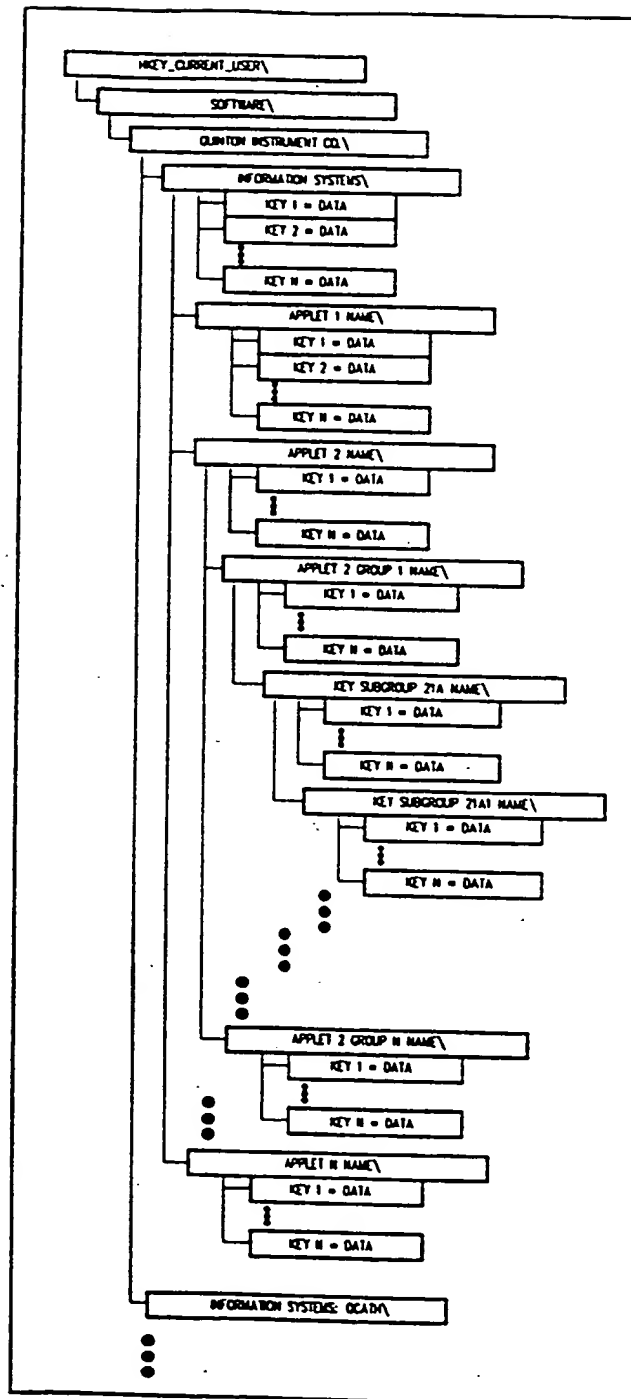 HKEY_CURRENT_USER\
SOFTWARE\
QUINTON INSTRUMENT CO.\
INFORMATION SYSTEMS\
KEY 1 = DATA
KEY 2 = DATA
KEY N = DATA
APPLET 1 NAME\
KEY 1 = DATA
KEY 2 = DATA
KEY N = DATA
APPLET 2 NAME\
KEY 1 = DATA
KEY N = DATA
APPLET 2 GROUP 1 NAME\
KEY 1 = DATA
KEY N = DATA
KEY SUBGROUP 21A NAME\
KEY 1 = DATA
KEY N = DATA
KEY SUBGROUP 21A1 NAME\
KEY 1 = DATA
KEY N = DATA
APPLET 2 GROUP N NAME\
KEY 1 = DATA
KEY N = DATA
APPLET N NAME\
KEY 1 = DATA
KEY N = DATA
INFORMATION SYSTEMS: